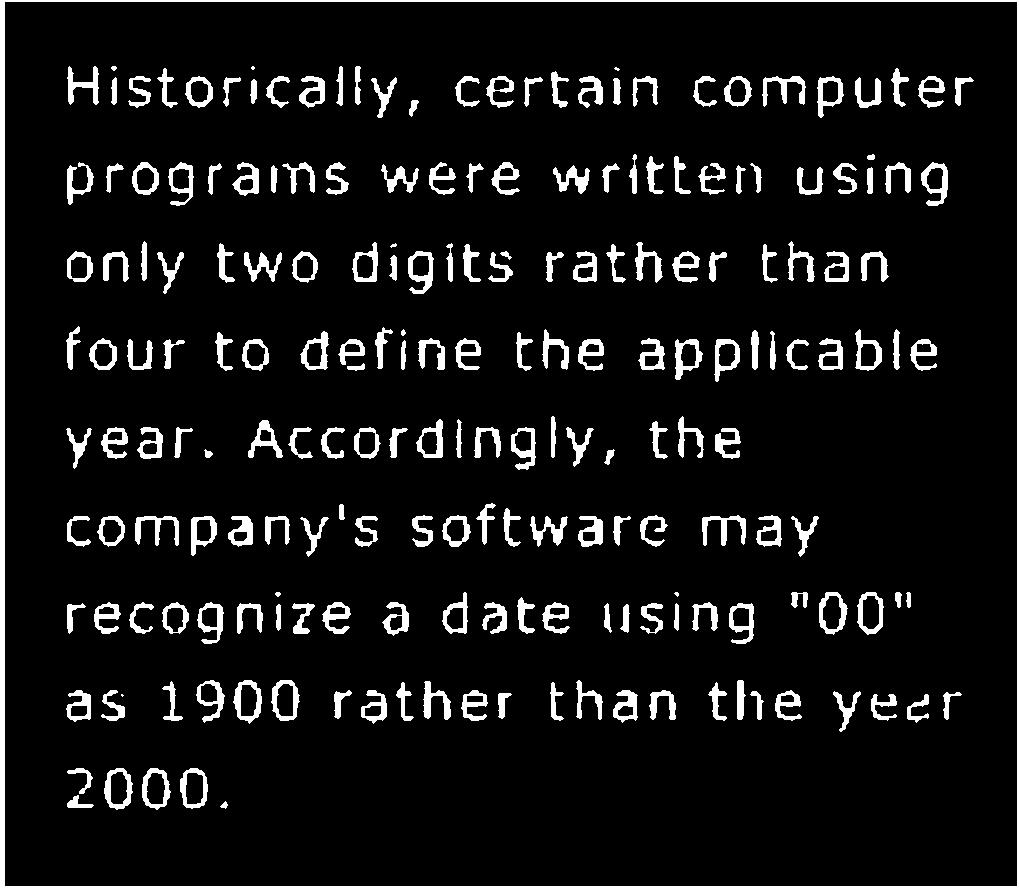 Historically, certain computer
programs were written using
only two digits rather than
four to define the applicable
year. Accordingly, the
company's software may
recognize a date using "00"
as 1900 rather than the year
2000.